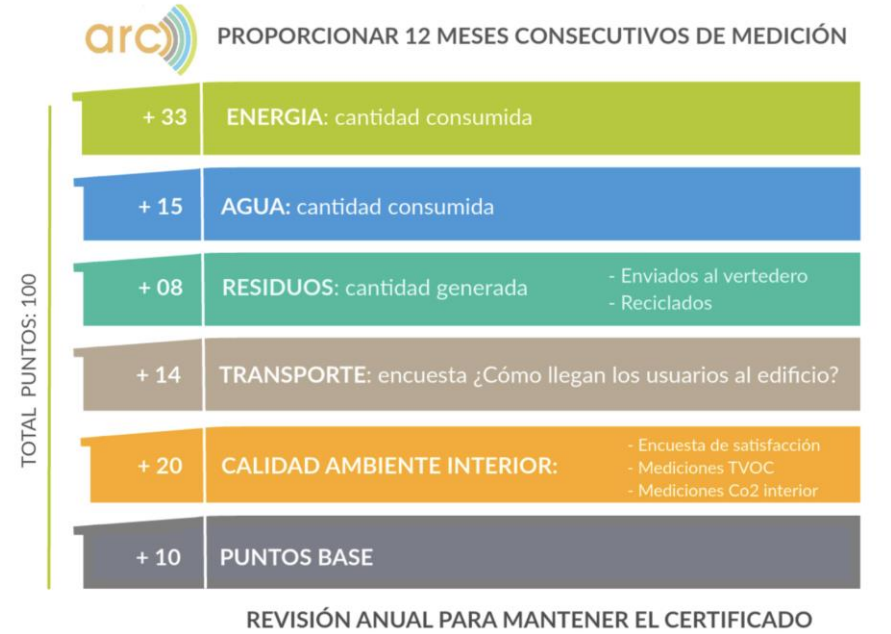 arc PROPORCIONAR 12 MESES CONSECUTIVOS DE MEDICIÓN
+ 33 ENERGIA: cantidad consumida
+ 15 AGUA: cantidad consumida
+ 08 RESIDUOS: cantidad generada
- Enviados al vertedero
- Reciclados
+ 14 TRANSPORTE: encuesta ¿Cómo llegan los usuarios al edificio?
+ 20 CALIDAD AMBIENTE INTERIOR:
- Encuesta de satisfacción
- Mediciones TVOC
- Mediciones Co2 interior
+ 10 PUNTOS BASE
TOTAL PUNTOS: 100
REVISIÓN ANUAL PARA MANTENER EL CERTIFICADO